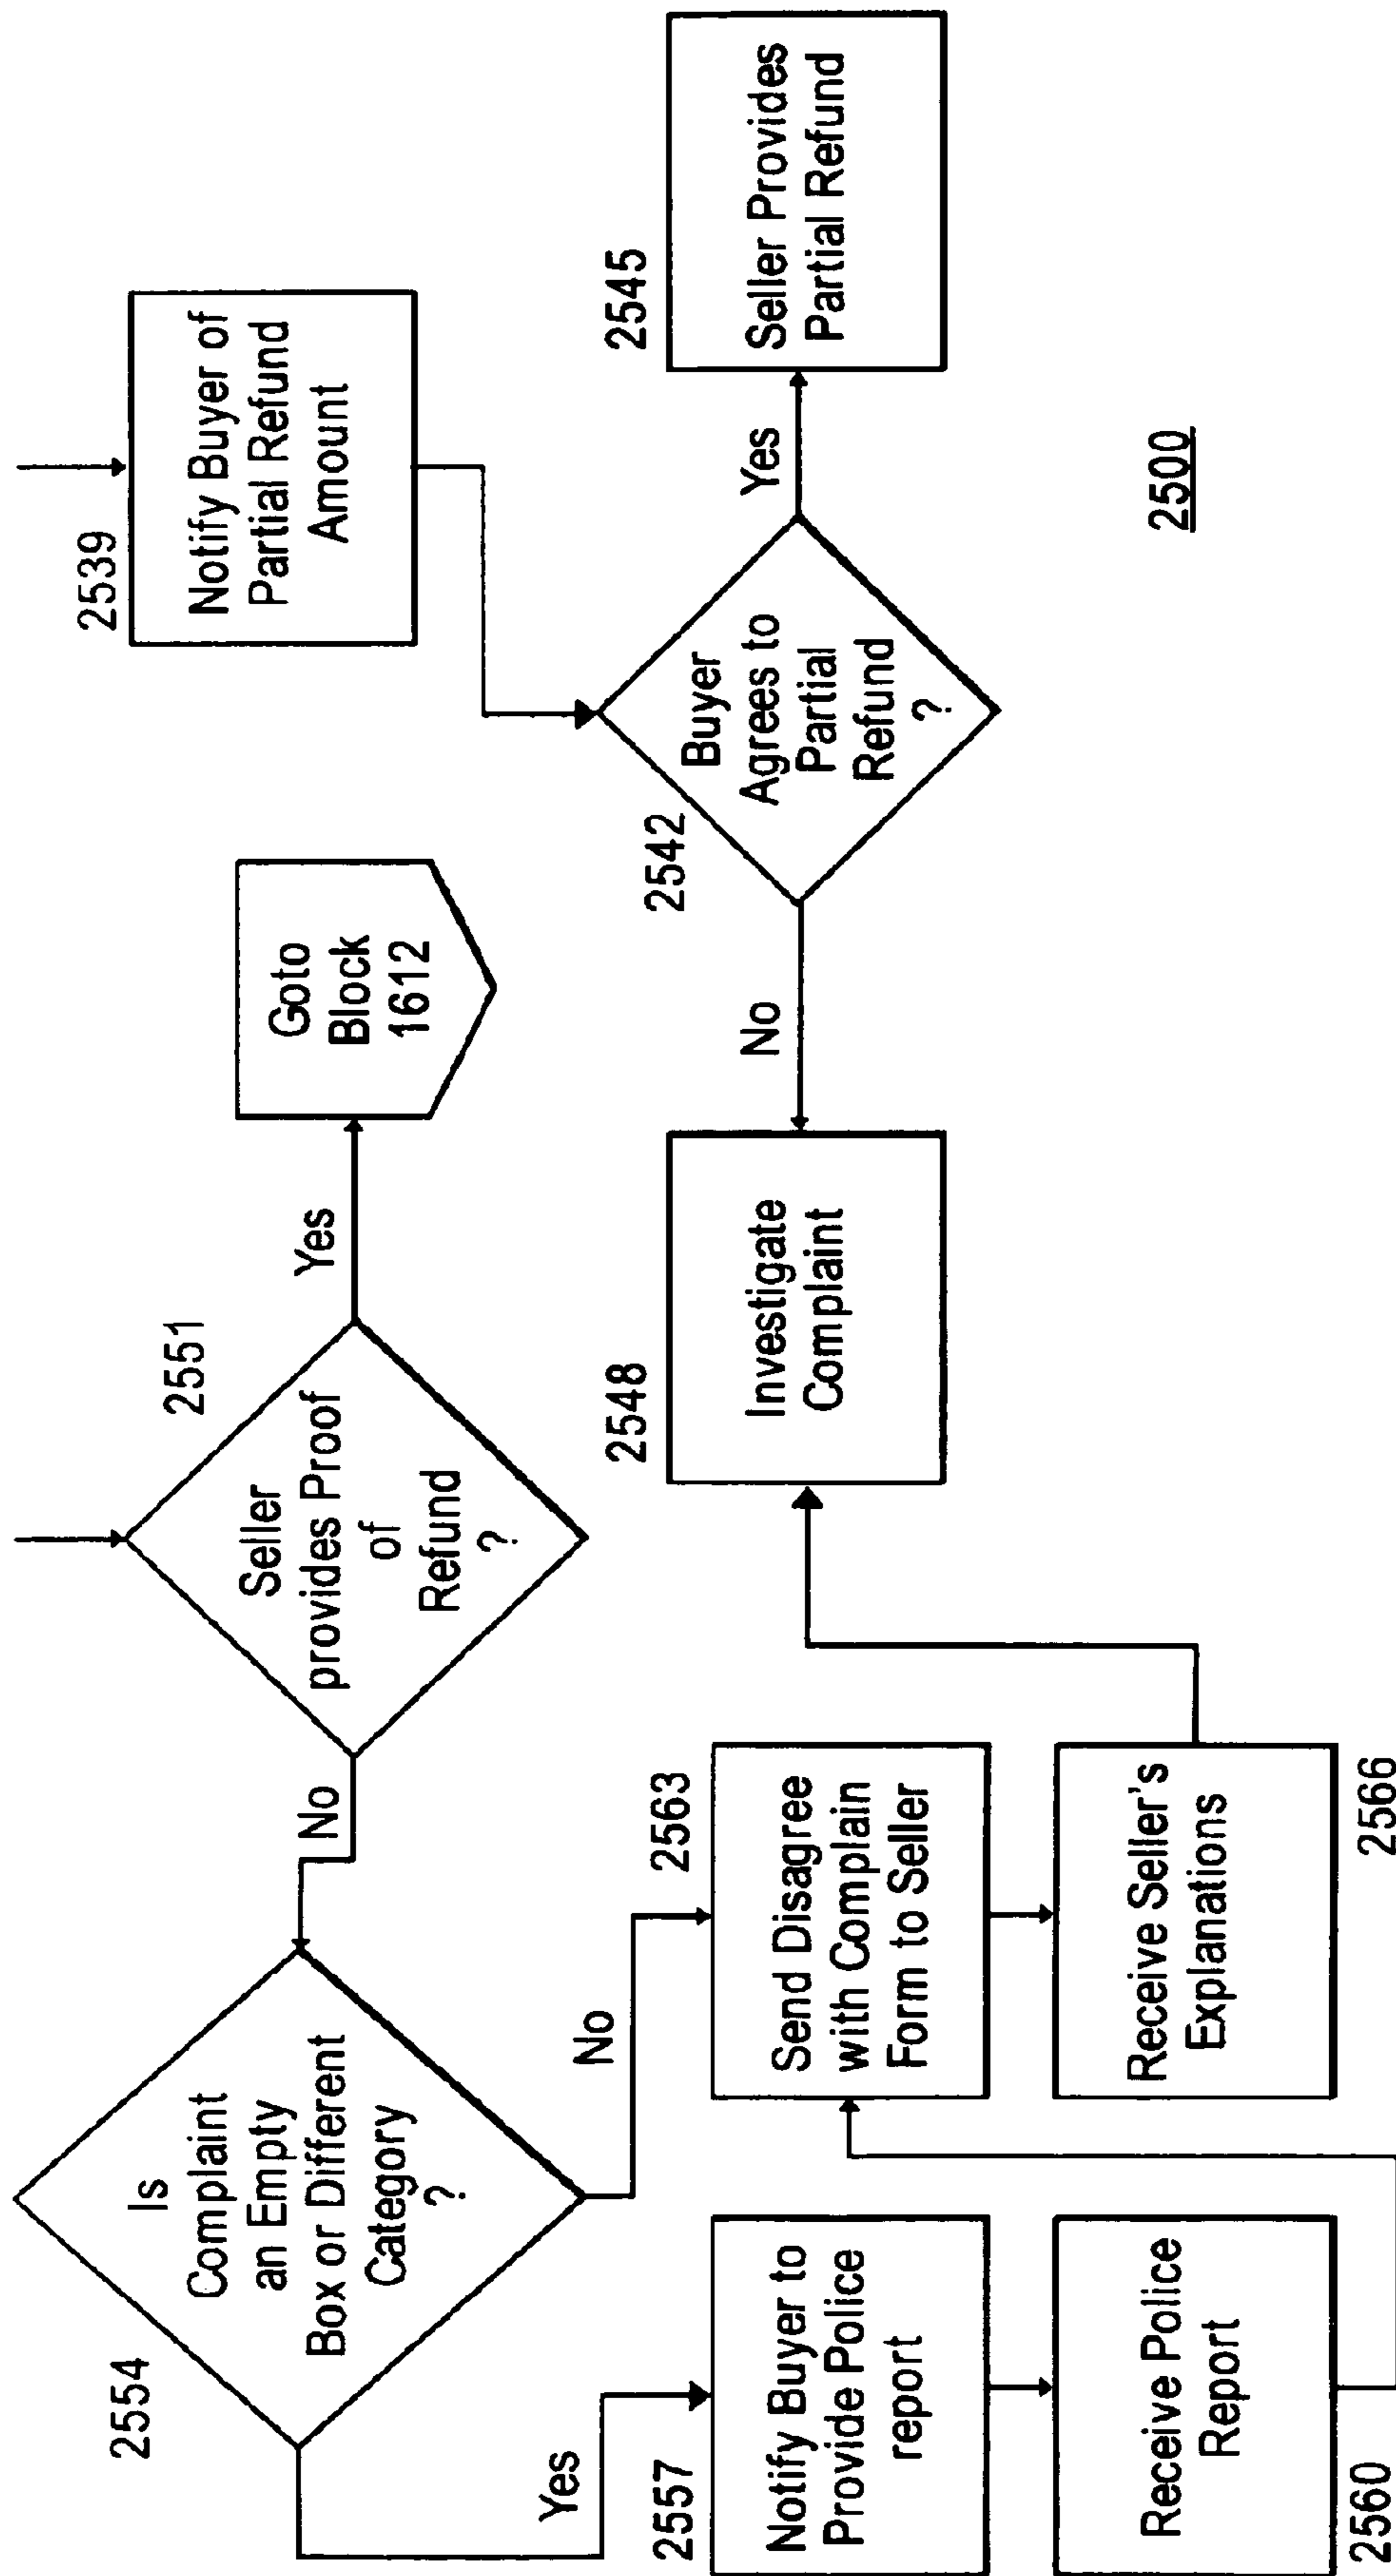 2554
Is
Complaint
an Empty
Box or Different
Category
?
Yes
No
2551
Seller
provides Proof
of
Refund
?
No
Yes
Goto
Block
1612
2539
Notify Buyer of
Partial Refund
Amount
2557
Notify Buyer to
Provide Police
report
2560
Receive Police
Report
2563
Send Disagree
with Complain
Form to Seller
2566
Receive Seller's
Explanations
2548
Investigate
Complaint
No
2542
Buyer
Agrees to
Partial
Refund
?
Yes
2545
Seller Provides
Partial Refund
2500